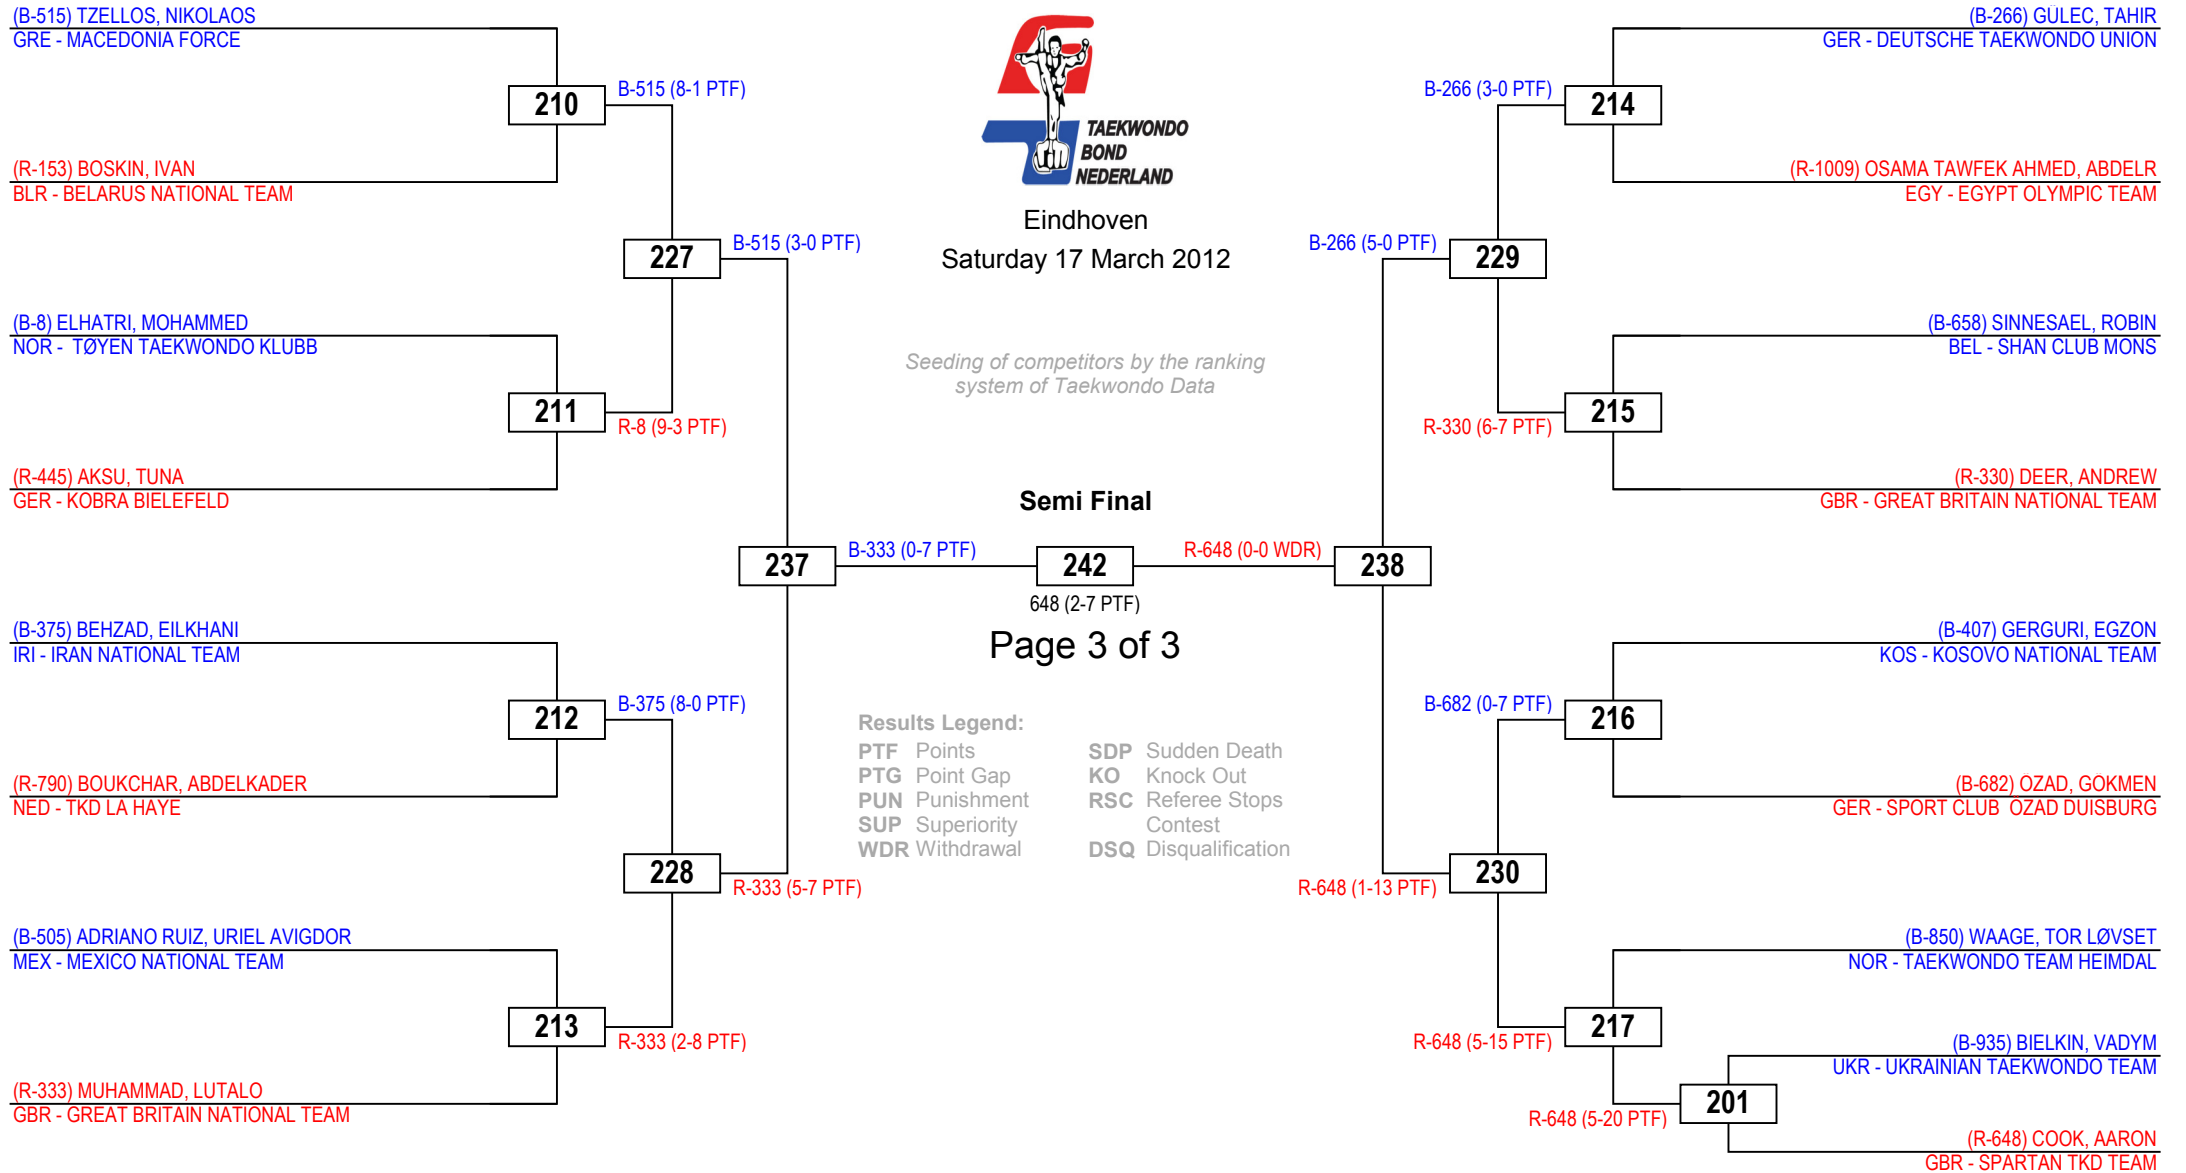 (B-515) TZELLOS, NIKOLAOS
GRE - MACEDONIA FORCE
210
B-515 (8-1 PTF)
(R-153) BOSKIN, IVAN
BLR - BELARUS NATIONAL TEAM
227
B-515 (3-0 PTF)
(B-8) ELHATRI, MOHAMMED
NOR - TØYEN TAEKWONDO KLUBB
211
R-8 (9-3 PTF)
(R-445) AKSU, TUNA
GER - KOBRA BIELEFELD
237
B-333 (0-7 PTF)
(B-375) BEHZAD, EILKHANI
IRI - IRAN NATIONAL TEAM
212
B-375 (8-0 PTF)
(R-790) BOUKCHAR, ABDELKADER
NED - TKD LA HAYE
228
R-333 (5-7 PTF)
(B-505) ADRIANO RUIZ, URIEL AVIGDOR
MEX - MEXICO NATIONAL TEAM
213
R-333 (2-8 PTF)
(R-333) MUHAMMAD, LUTALO
GBR - GREAT BRITAIN NATIONAL TEAM
TAEKWONDO
BOND
NEDERLAND
Eindhoven
Saturday 17 March 2012
Seeding of competitors by the ranking
system of Taekwondo Data
Semi Final
242
648 (2-7 PTF)
Page 3 of 3
Results Legend:
PTF Points
PTG Point Gap
PUN Punishment
SUP Superiority
WDR Withdrawal
SDP Sudden Death
KO Knock Out
RSC Referee Stops
Contest
DSQ Disqualification
(B-266) GÜLEC, TAHIR
GER - DEUTSCHE TAEKWONDO UNION
B-266 (3-0 PTF)
214
(R-1009) OSAMA TAWFEK AHMED, ABDELR
EGY - EGYPT OLYMPIC TEAM
B-266 (5-0 PTF)
229
(B-658) SINNESAEL, ROBIN
BEL - SHAN CLUB MONS
215
R-330 (6-7 PTF)
(R-330) DEER, ANDREW
GBR - GREAT BRITAIN NATIONAL TEAM
R-648 (0-0 WDR)
238
(B-407) GERGURI, EGZON
KOS - KOSOVO NATIONAL TEAM
B-682 (0-7 PTF)
216
(B-682) OZAD, GOKMEN
GER - SPORT CLUB OZAD DUISBURG
230
R-648 (1-13 PTF)
(B-850) WAAGE, TOR LØVSET
NOR - TAEKWONDO TEAM HEIMDAL
217
R-648 (5-15 PTF)
(B-935) BIELKIN, VADYM
UKR - UKRAINIAN TAEKWONDO TEAM
201
R-648 (5-20 PTF)
(R-648) COOK, AARON
GBR - SPARTAN TKD TEAM